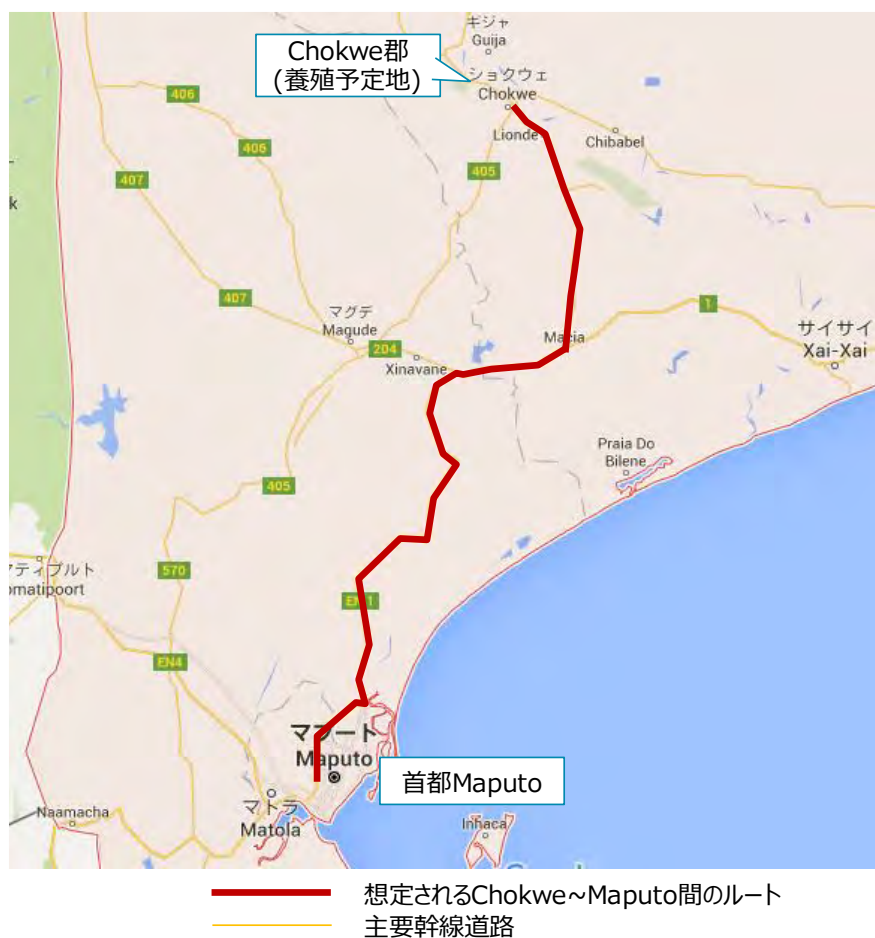 ギジャ
Guija
Chokwe郡
(養殖予定地)
ショクウェ
Chokwe
406
Lionde
Chibabel
406
405
407
k
407
1
マグデ
Magude
サイサイ
Xai-Xai
Macia
204
Xinavane
Praia Do
Bilene
405
アティプルト
omatipoort
570
EN4
マプート
Maputo
首都Maputo
マトラ
Matola
Naamacha
Inhaca
想定されるChokwe~Maputo間のルート
主要幹線道路